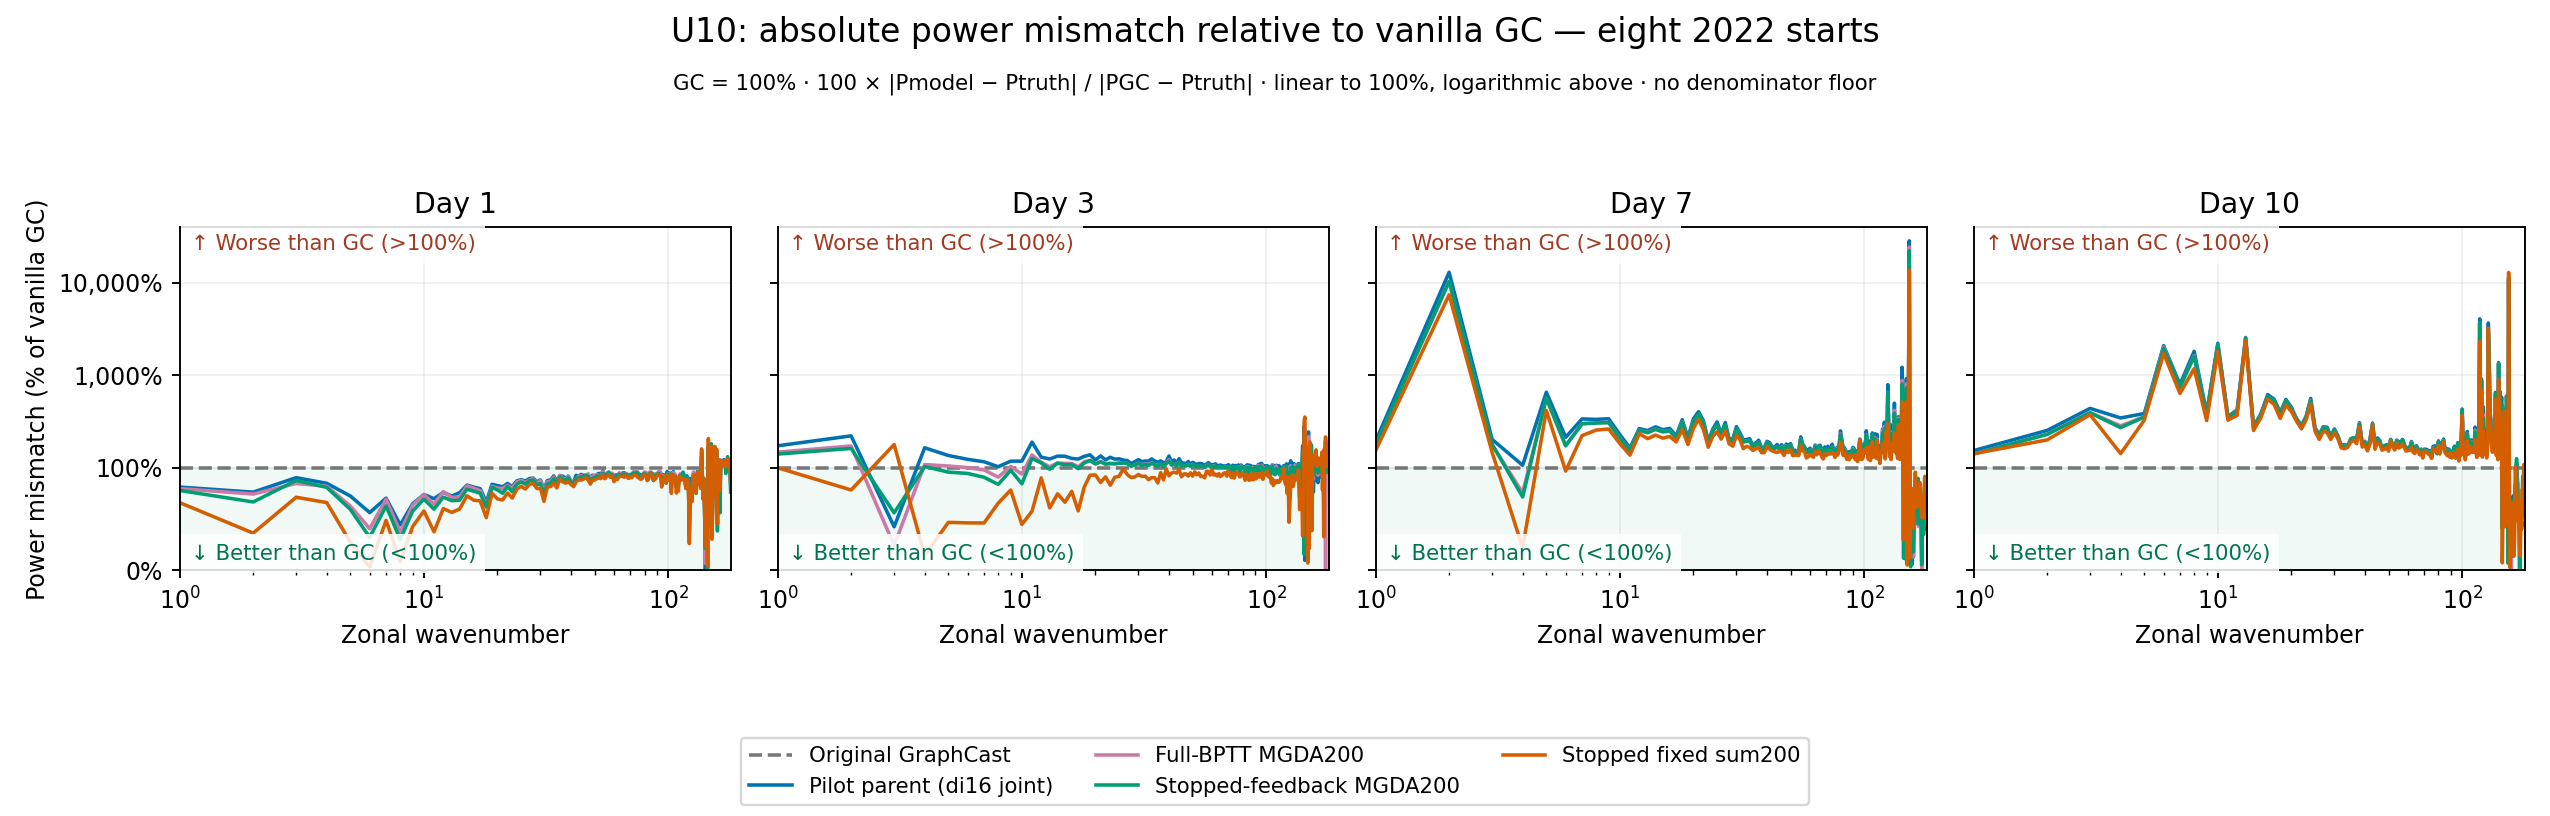 U10: absolute power mismatch relative to vanilla GC — eight 2022 starts
GC = 100% · 100 × |Pmodel − Ptruth| / |PGC − Ptruth| · linear to 100%, logarithmic above · no denominator floor
Day 1
Day 3
Day 7
Day 10
↑ Worse than GC (>100%)
↑ Worse than GC (>100%)
↑ Worse than GC (>100%)
↑ Worse than GC (>100%)
Power mismatch (% of vanilla GC)
10,000%
1,000%
100%
0%
↓ Better than GC (<100%)
↓ Better than GC (<100%)
↓ Better than GC (<100%)
↓ Better than GC (<100%)
10⁰ 10¹ 10²
10⁰ 10¹ 10²
10⁰ 10¹ 10²
10⁰ 10¹ 10²
Zonal wavenumber
Zonal wavenumber
Zonal wavenumber
Zonal wavenumber
Original GraphCast
Pilot parent (di16 joint)
Full-BPTT MGDA200
Stopped-feedback MGDA200
Stopped fixed sum200